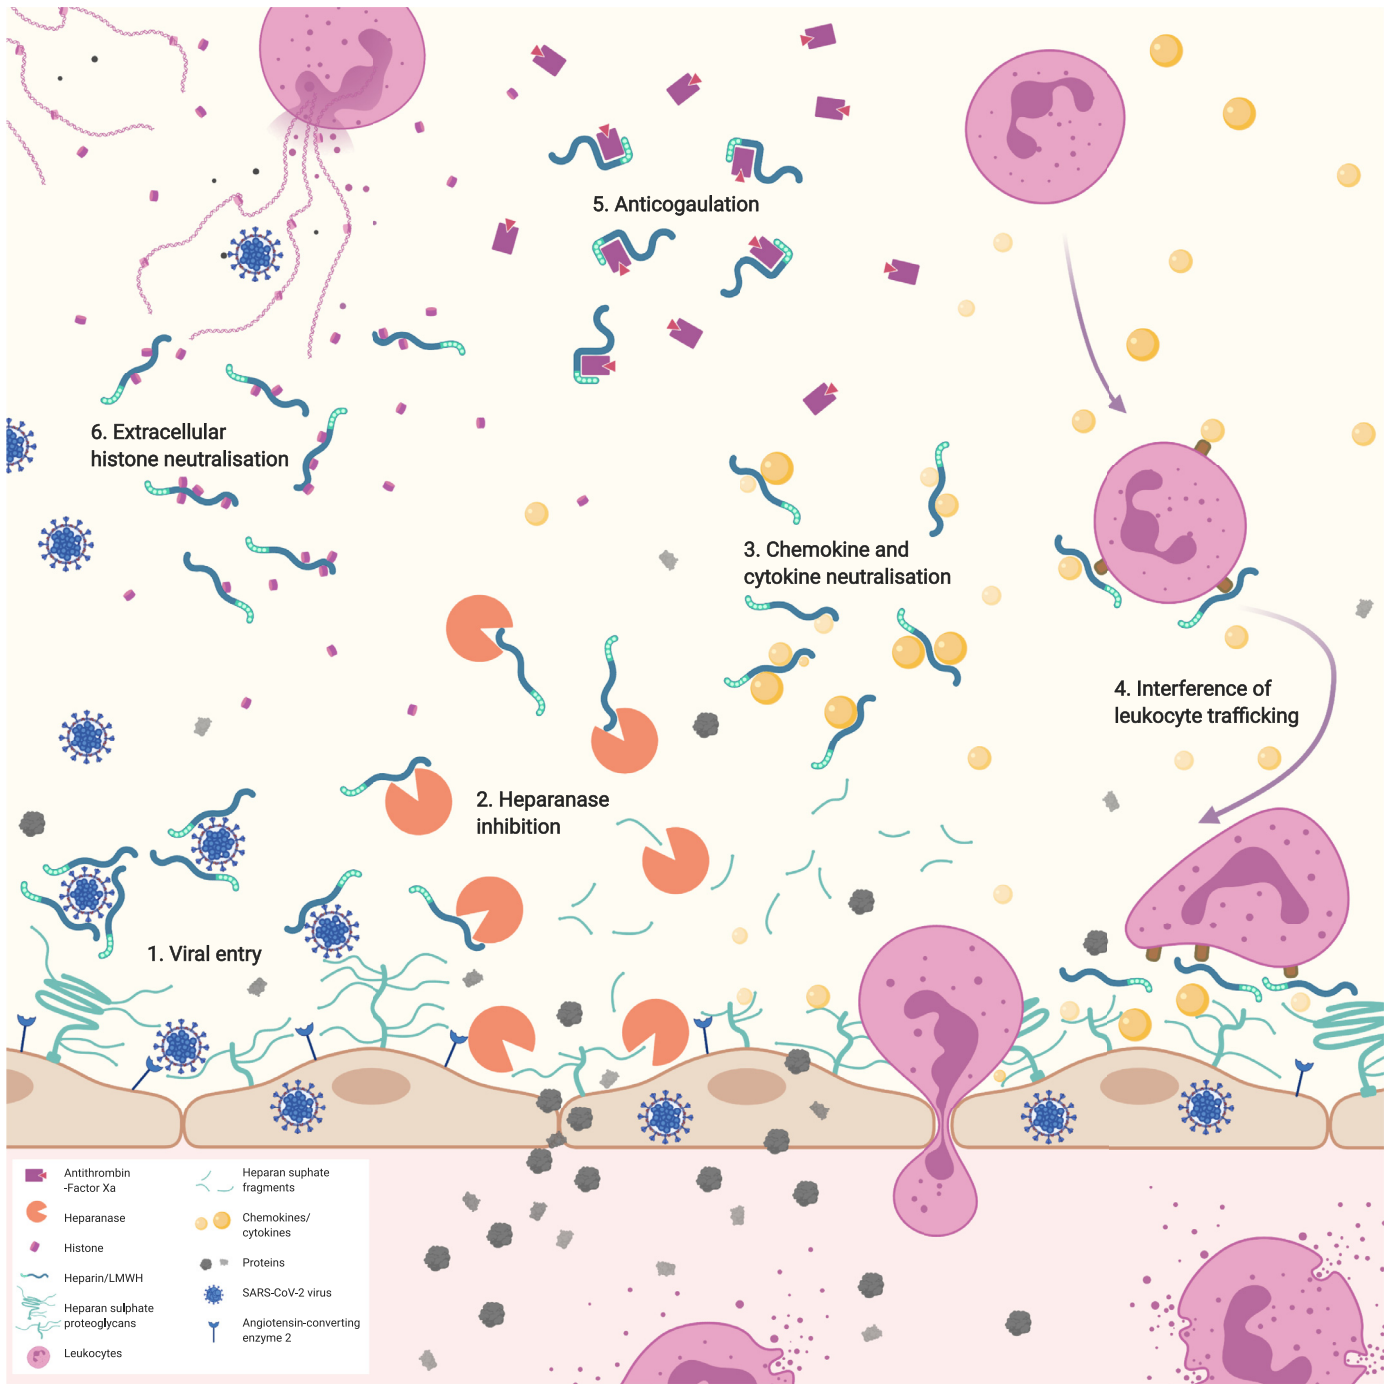 5. Anticogaulation
6. Extracellular
histone neutralisation
3. Chemokine and
cytokine neutralisation
4. Interference of
leukocyte trafficking
2. Heparanase
inhibition
1. Viral entry
Antithrombin
-Factor Xa
Heparanase
Histone
Heparin/LMWH
Heparan sulphate
proteoglycans
Leukocytes
Heparan suphate
fragments
Chemokines/
cytokines
Proteins
SARS-CoV-2 virus
Angiotensin-converting
enzyme 2